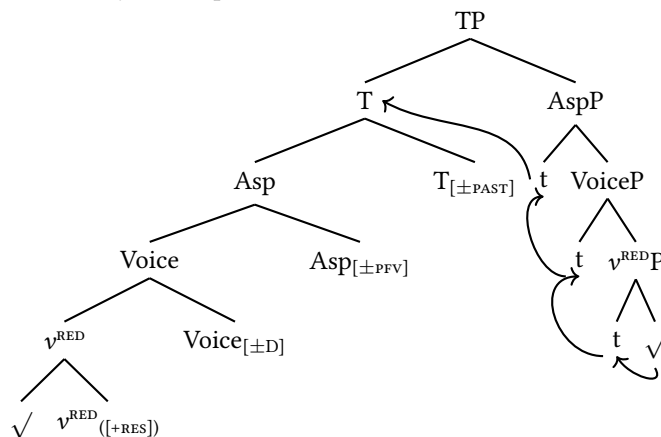 TP
T AspP
Asp T[±PAST] t VoiceP
Voice Asp[±PFV] t vREDP
vRED Voice[±D] t √
√ vRED([+RES])